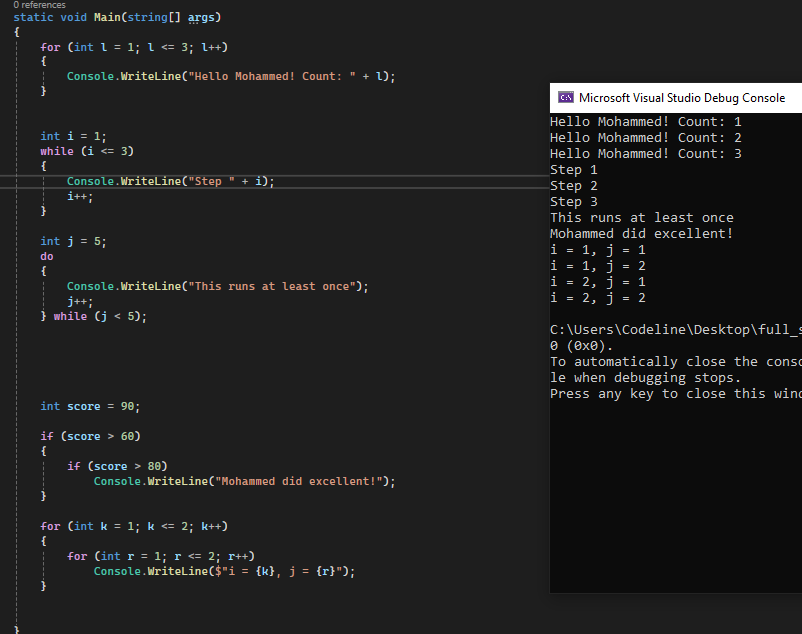 0 references
static void Main(string[] args)
{
for (int l = 1; l <= 3; l++)
{
Console.WriteLine("Hello Mohammed! Count: " + l);
}
int i = 1;
while (i <= 3)
{
Console.WriteLine("Step " + i);
i++;
}
int j = 5;
do
{
Console.WriteLine("This runs at least once");
j++;
} while (j < 5);
int score = 90;
if (score > 60)
{
if (score > 80)
Console.WriteLine("Mohammed did excellent!");
}
for (int k = 1; k <= 2; k++)
{
for (int r = 1; r <= 2; r++)
Console.WriteLine($"i = {k}, j = {r}");
}
}
Microsoft Visual Studio Debug Console
Hello Mohammed! Count: 1
Hello Mohammed! Count: 2
Hello Mohammed! Count: 3
Step 1
Step 2
Step 3
This runs at least once
Mohammed did excellent!
i = 1, j = 1
i = 1, j = 2
i = 2, j = 1
i = 2, j = 2
C:\Users\Codeline\Desktop\full_s
0 (0x0).
To automatically close the conso
le when debugging stops.
Press any key to close this wind